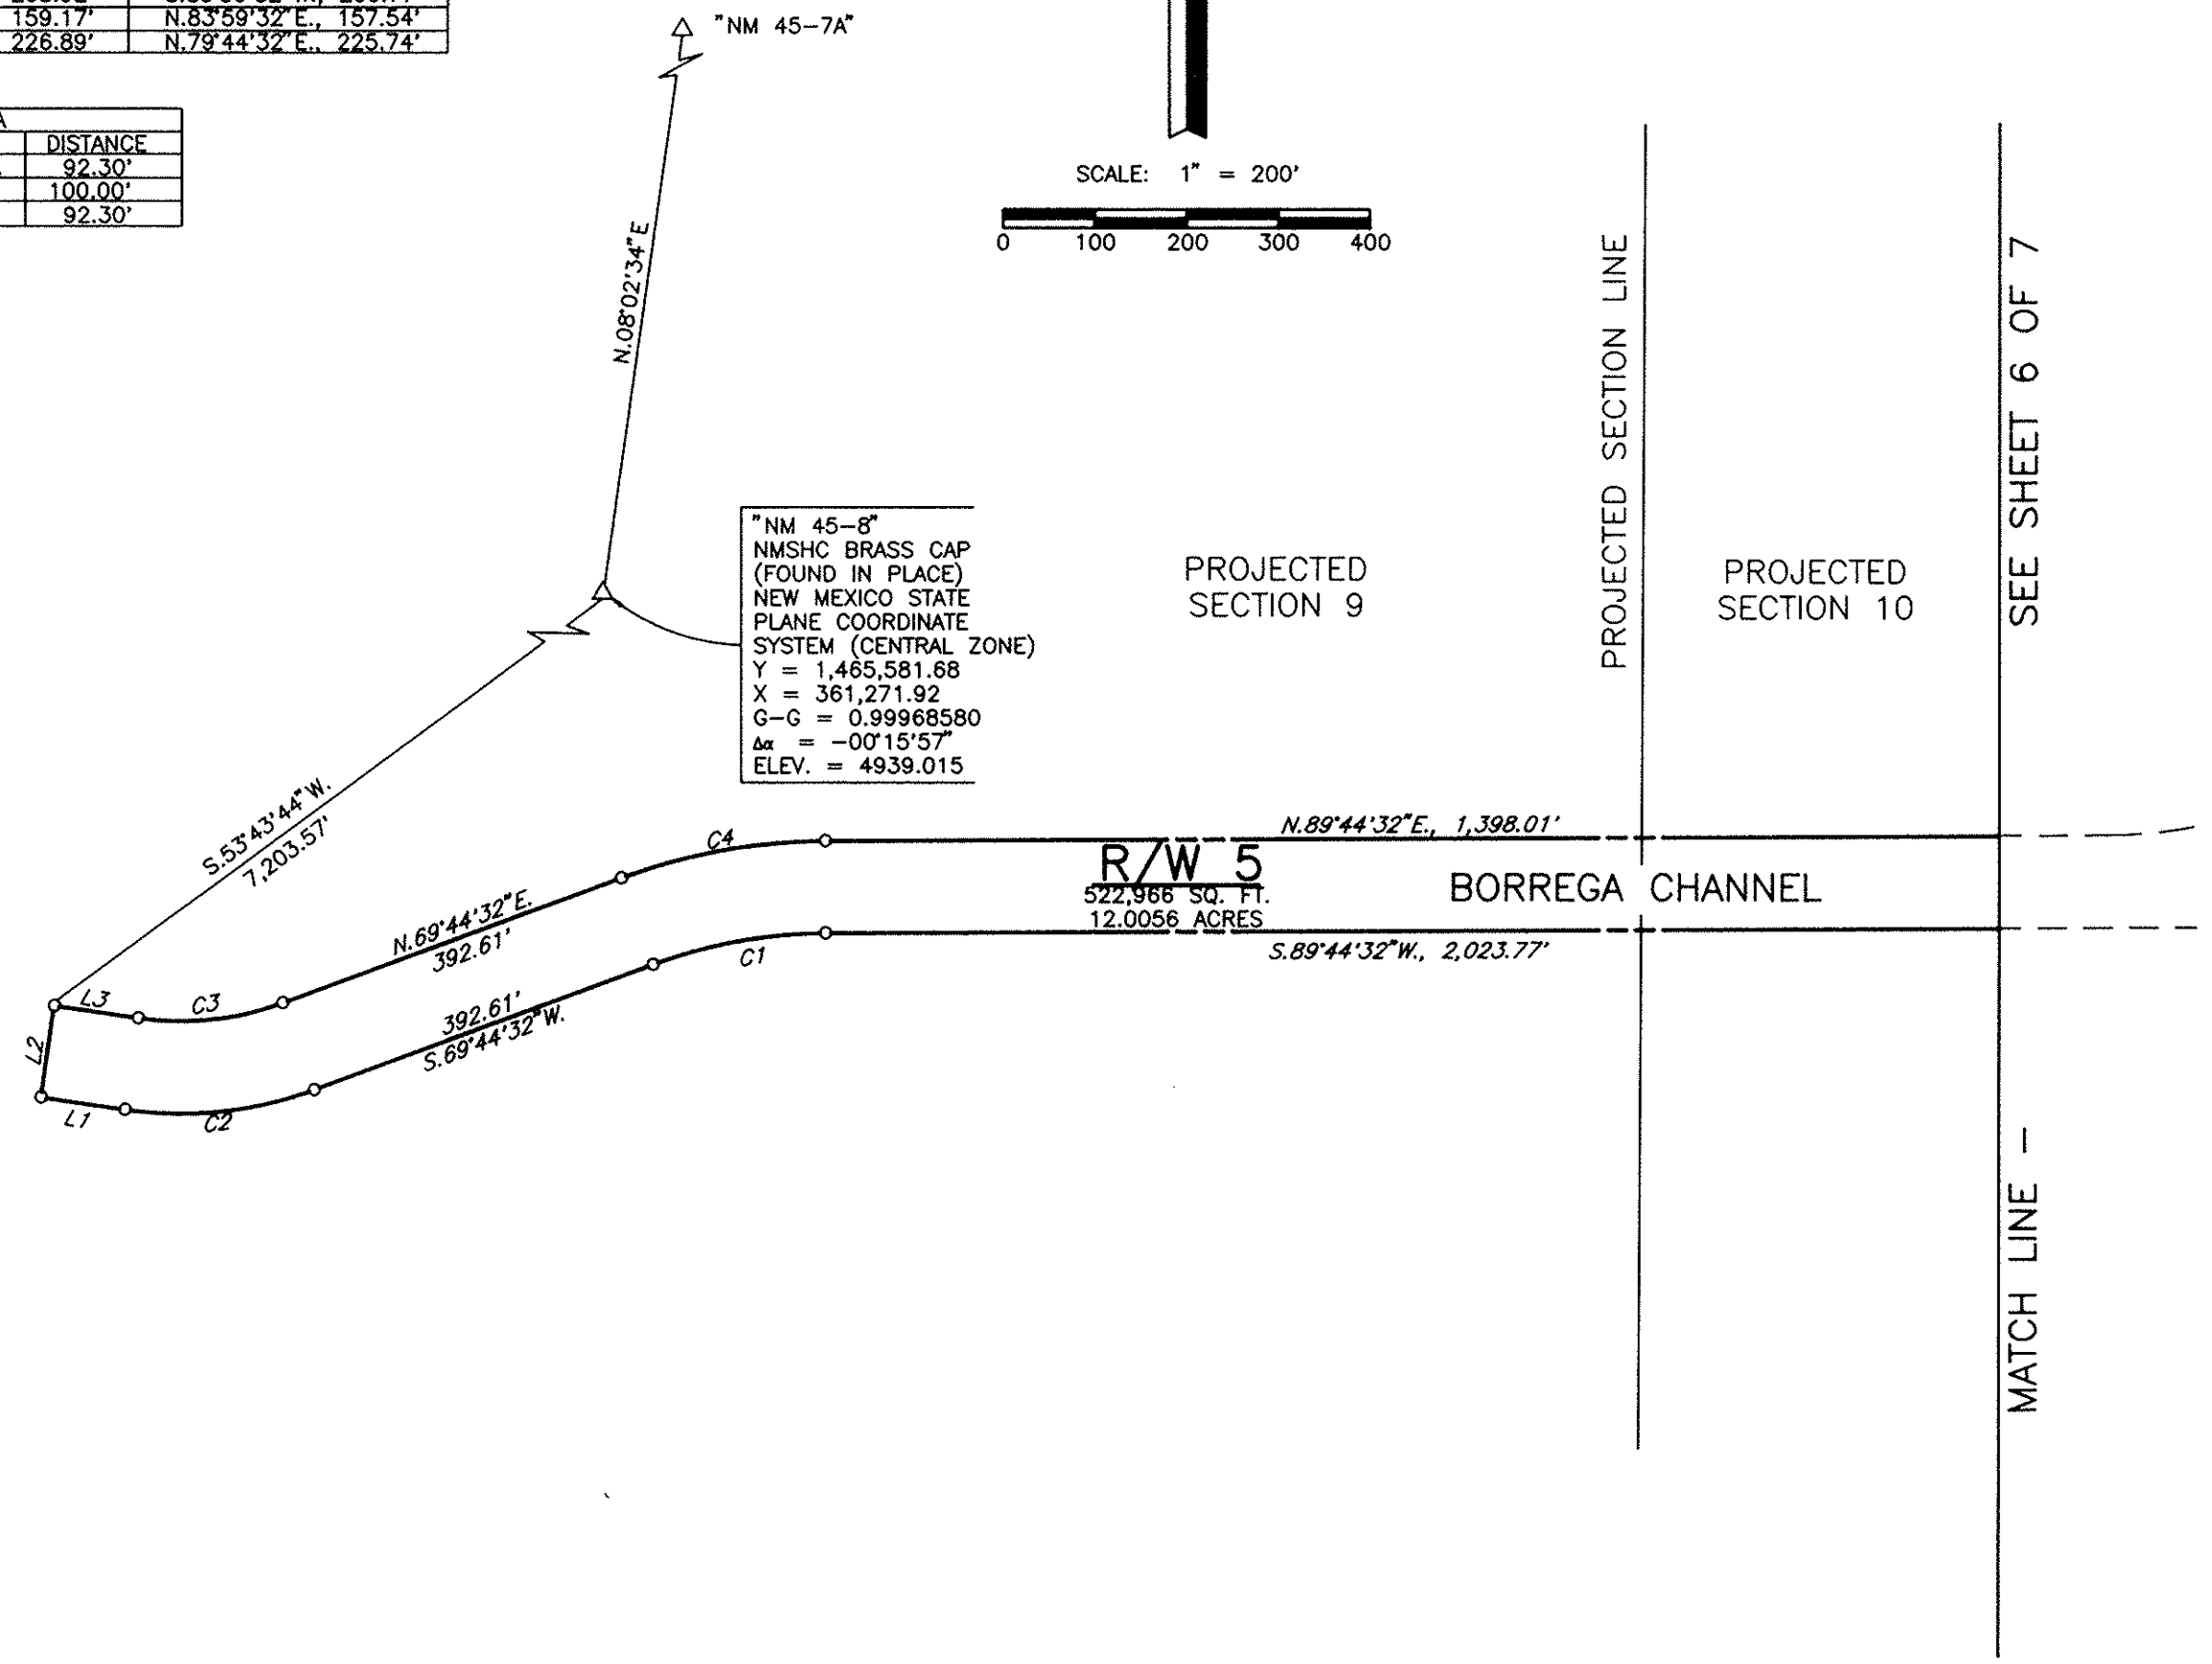 159.17' N.83°59'32"E., 157.54'
226.89' N.79°44'32"E., 225.74'
"NM 45-7A"
DISTANCE
92.30'
100.00'
92.30'
SCALE: 1" = 200'
0 100 200 300 400
N.08°02'34"E
PROJECTED SECTION LINE
SEE SHEET 6 OF 7
"NM 45-8"
NMSHC BRASS CAP
(FOUND IN PLACE)
NEW MEXICO STATE
PLANE COORDINATE
SYSTEM (CENTRAL ZONE)
Y = 1,465,581.68
X = 361,271.92
G-G = 0.99968580
Δα = -00°15'57"
ELEV. = 4939.015
PROJECTED
SECTION 9
PROJECTED
SECTION 10
S.53°43'44"W.
7,203.57'
C4
N.89°44'32"E., 1,398.01'
R/W 5
522,966 SQ. FT.
12.0056 ACRES
BORREGA CHANNEL
N.69°44'32"E.
392.61'
C1
S.89°44'32"W., 2,023.77'
L3
C3
392.61'
S.69°44'32"W.
L2
L1
C2
MATCH LINE -